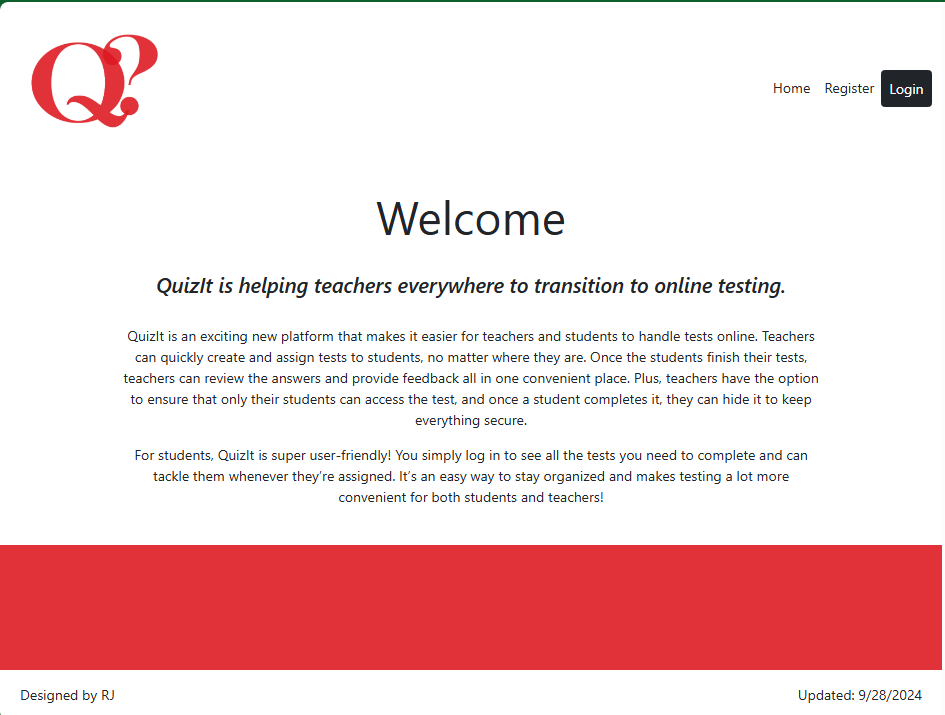 Q?
Home Register Login
Welcome
QuizIt is helping teachers everywhere to transition to online testing.
QuizIt is an exciting new platform that makes it easier for teachers and students to handle tests online. Teachers
can quickly create and assign tests to students, no matter where they are. Once the students finish their tests,
teachers can review the answers and provide feedback all in one convenient place. Plus, teachers have the option
to ensure that only their students can access the test, and once a student completes it, they can hide it to keep
everything secure.
For students, QuizIt is super user-friendly! You simply log in to see all the tests you need to complete and can
tackle them whenever they’re assigned. It’s an easy way to stay organized and makes testing a lot more
convenient for both students and teachers!
Designed by RJ
Updated: 9/28/2024